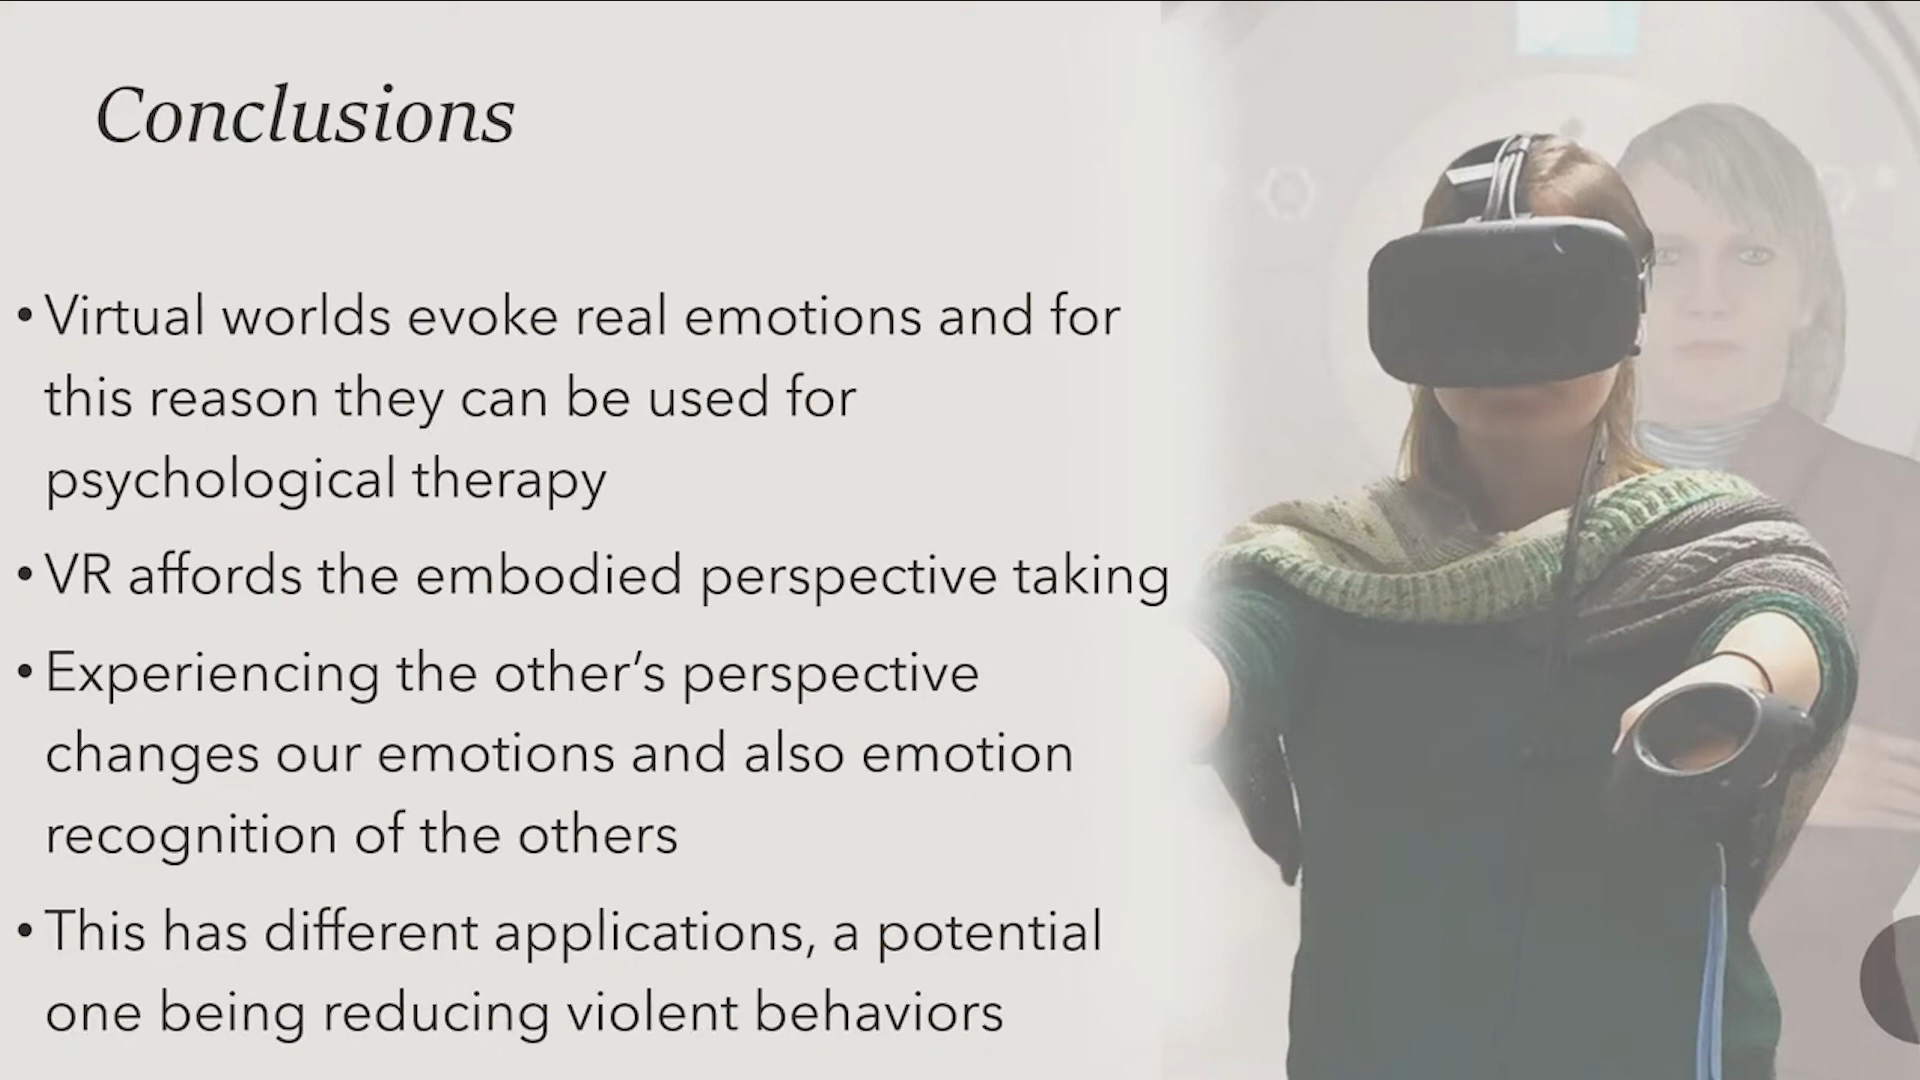 Conclusions
• Virtual worlds evoke real emotions and for
this reason they can be used for
psychological therapy
• VR affords the embodied perspective taking
• Experiencing the other’s perspective
changes our emotions and also emotion
recognition of the others
• This has different applications, a potential
one being reducing violent behaviors